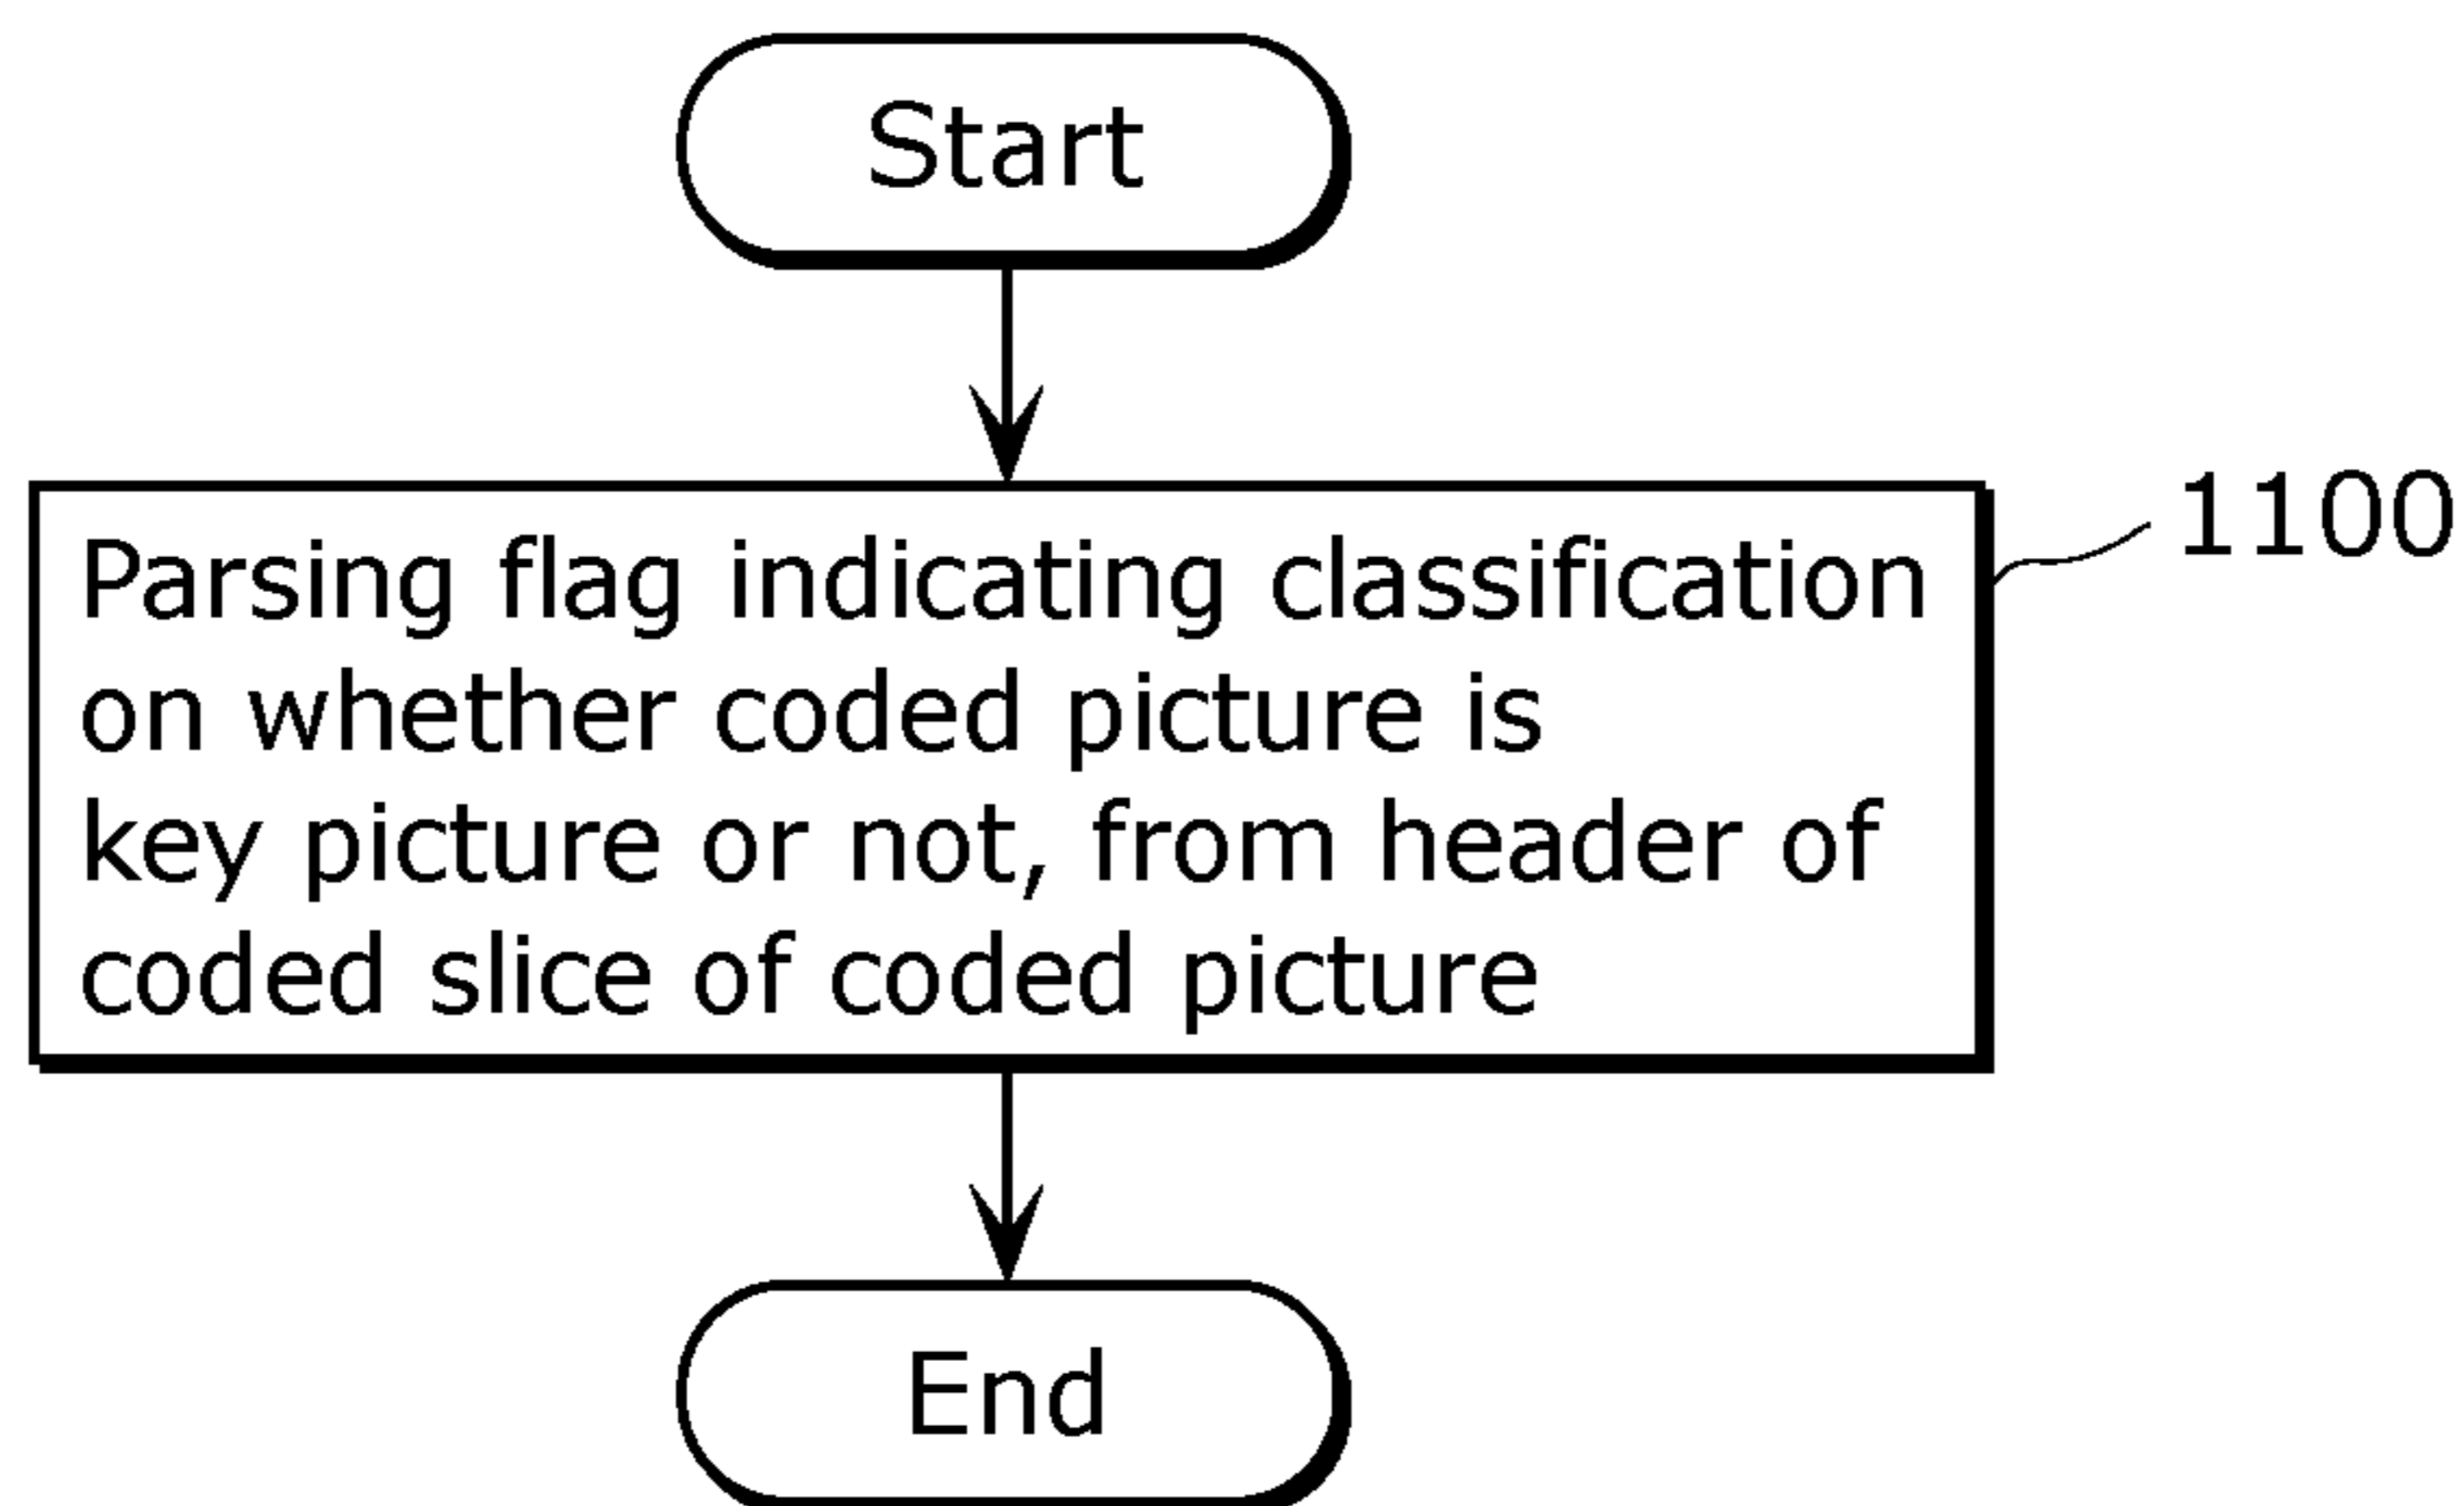 Start
Parsing flag indicating classification
on whether coded picture is
key picture or not, from header of
coded slice of coded picture
1100
End